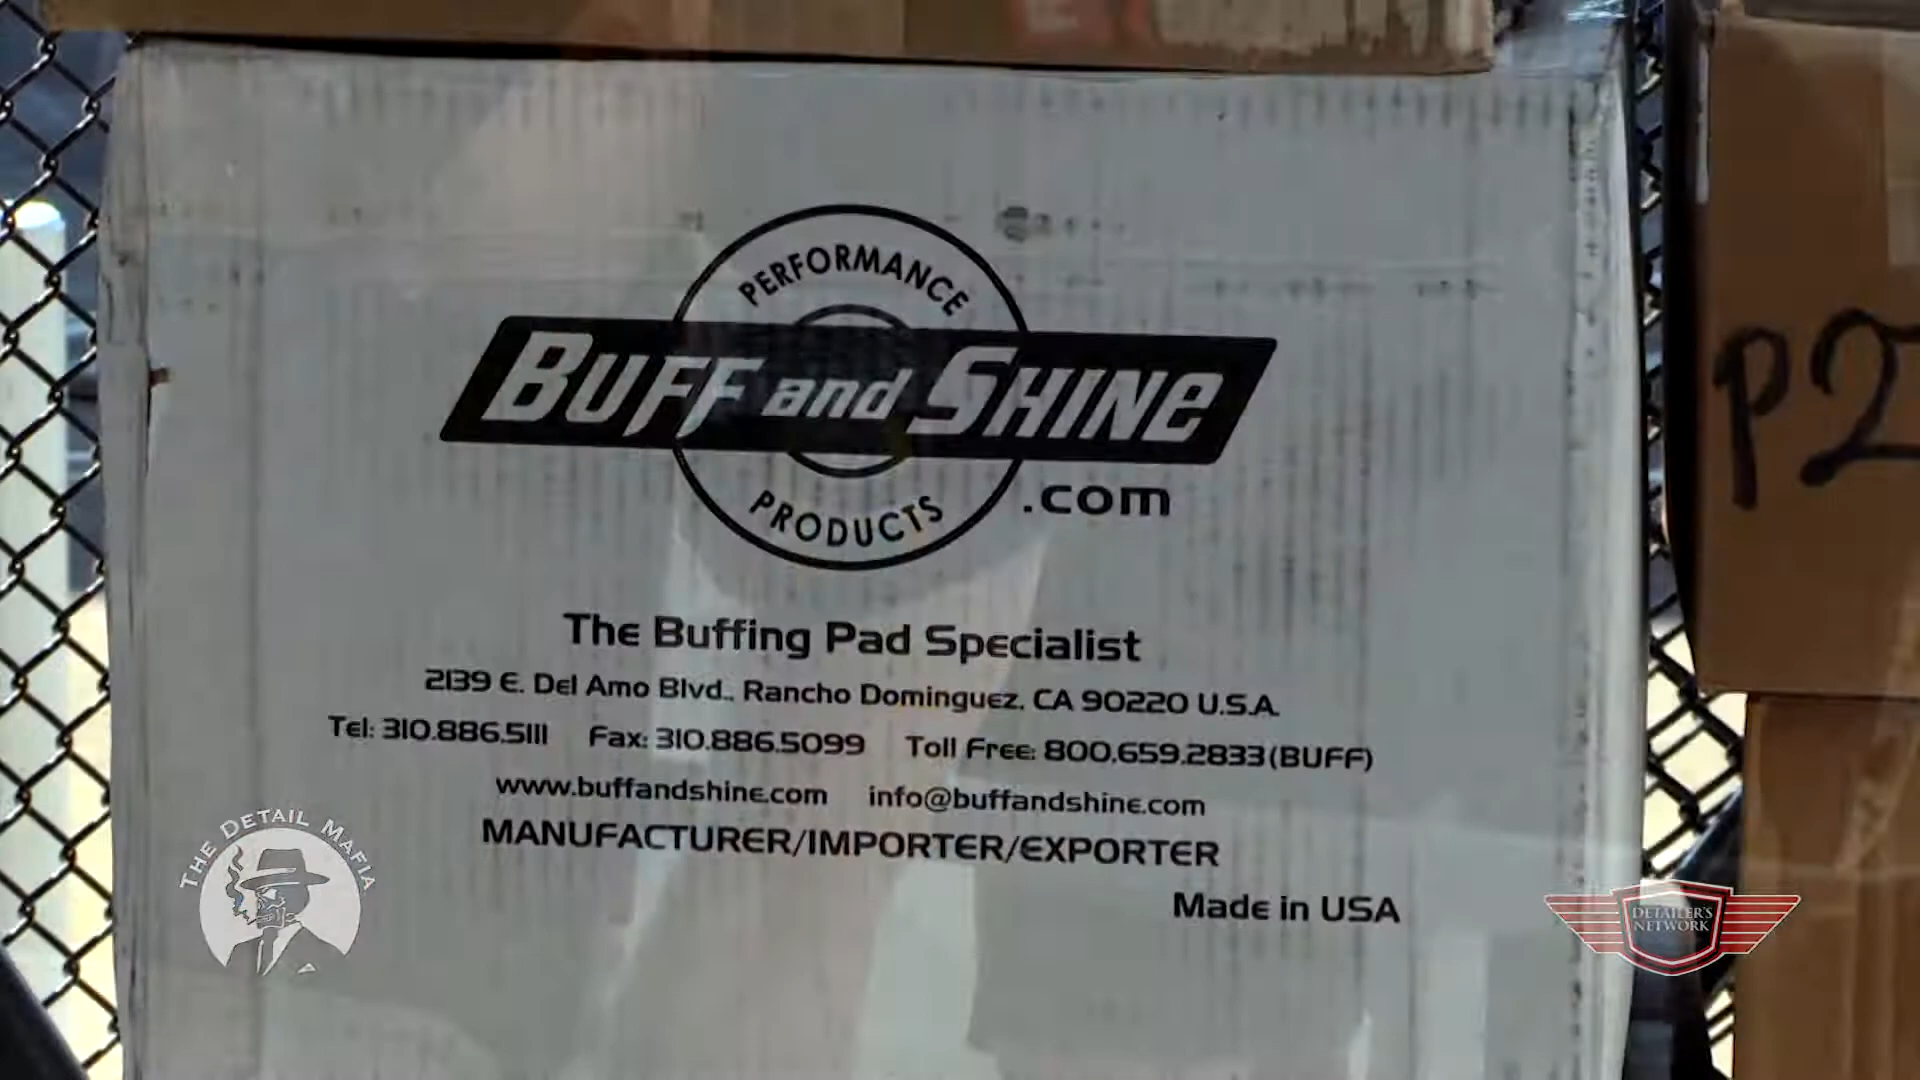 PERFORMANCE
BUFF and SHINE
.com
PRODUCTS
The Buffing Pad Specialist
2139 E. Del Amo Blvd., Rancho Dominguez, CA 90220 U.S.A.
Tel: 310.886.5111 Fax: 310.886.5099 Toll Free: 800.659.2833 (BUFF)
www.buffandshine.com info@buffandshine.com
MANUFACTURER/IMPORTER/EXPORTER
Made in USA
P2
THE DETAIL MAFIA
DETAILER'S
NETWORK